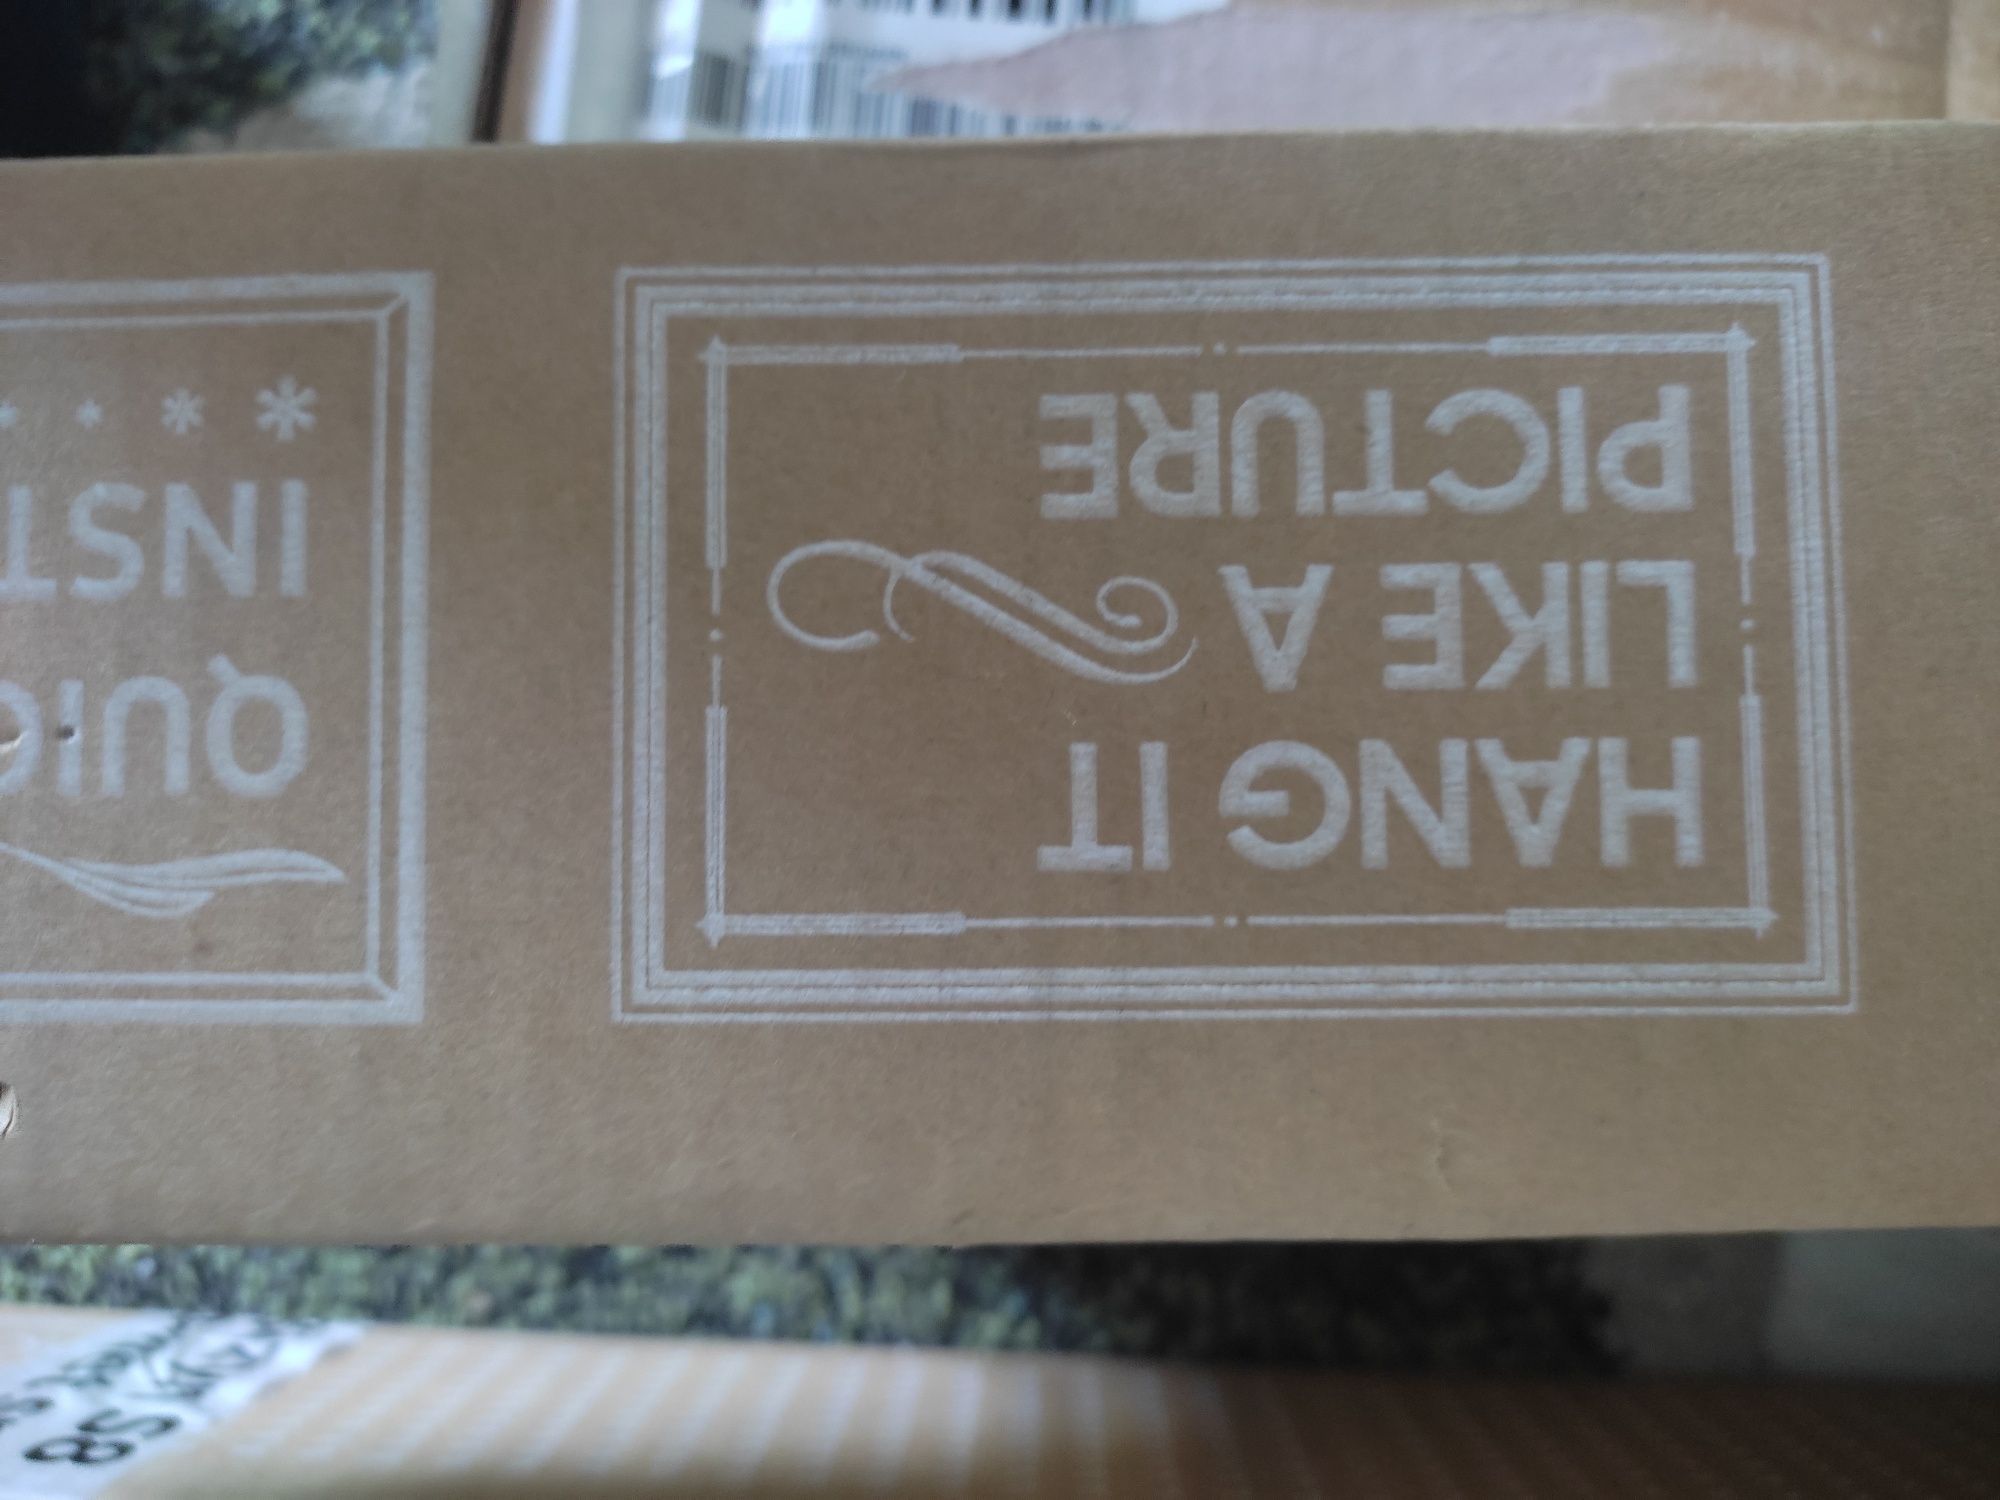 HANG IT
LIKE A
PICTURE
QUIC
INST